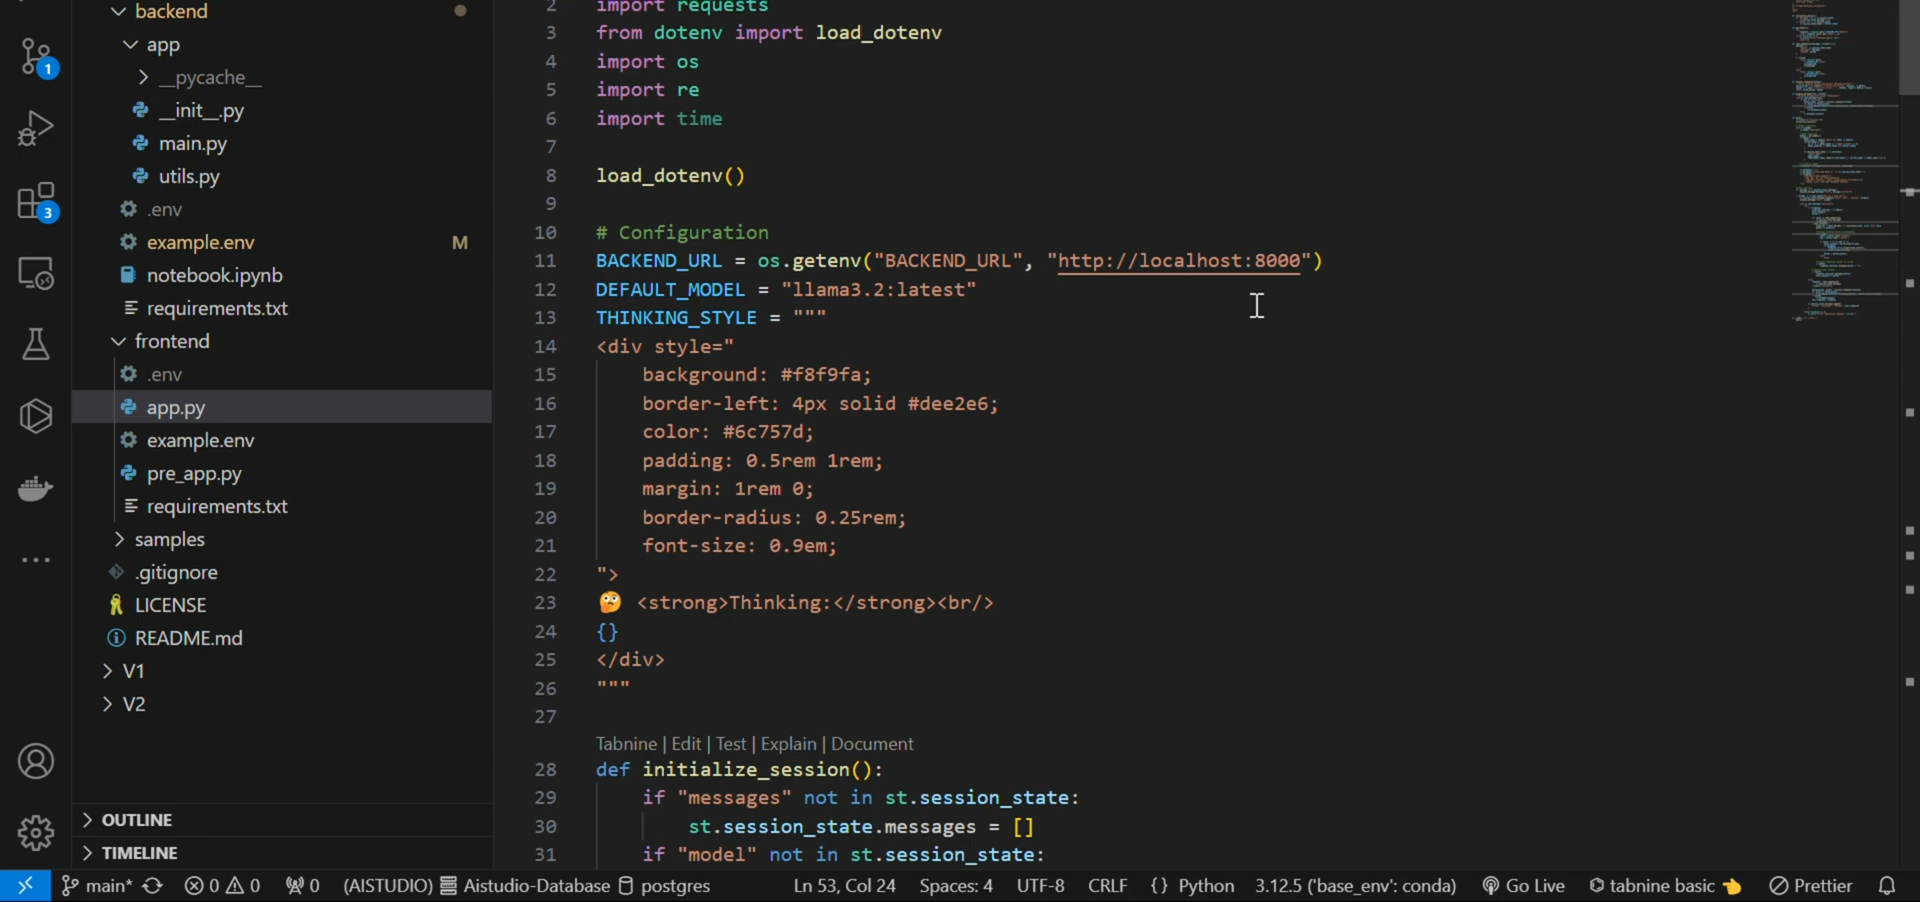 backend
app
__pycache__
__init__.py
main.py
utils.py
.env
example.env M
notebook.ipynb
requirements.txt
frontend
.env
app.py
example.env
pre_app.py
requirements.txt
samples
.gitignore
LICENSE
README.md
V1
V2
OUTLINE
TIMELINE
1
3
2 import requests
3 from dotenv import load_dotenv
4 import os
5 import re
6 import time
7
8 load_dotenv()
9
10 # Configuration
11 BACKEND_URL = os.getenv("BACKEND_URL", "http://localhost:8000")
12 DEFAULT_MODEL = "llama3.2:latest"
13 THINKING_STYLE = """
14 <div style="
15 background: #f8f9fa;
16 border-left: 4px solid #dee2e6;
17 color: #6c757d;
18 padding: 0.5rem 1rem;
19 margin: 1rem 0;
20 border-radius: 0.25rem;
21 font-size: 0.9em;
22 ">
23 🤔 <strong>Thinking:</strong><br/>
24 {}
25 </div>
26 """
27
Tabnine | Edit | Test | Explain | Document
28 def initialize_session():
29 if "messages" not in st.session_state:
30 st.session_state.messages = []
31 if "model" not in st.session_state:
main* 0 0 0 (AISTUDIO) Aistudio-Database postgres Ln 53, Col 24 Spaces: 4 UTF-8 CRLF {} Python 3.12.5 ('base_env': conda) Go Live tabnine basic 👈 Prettier